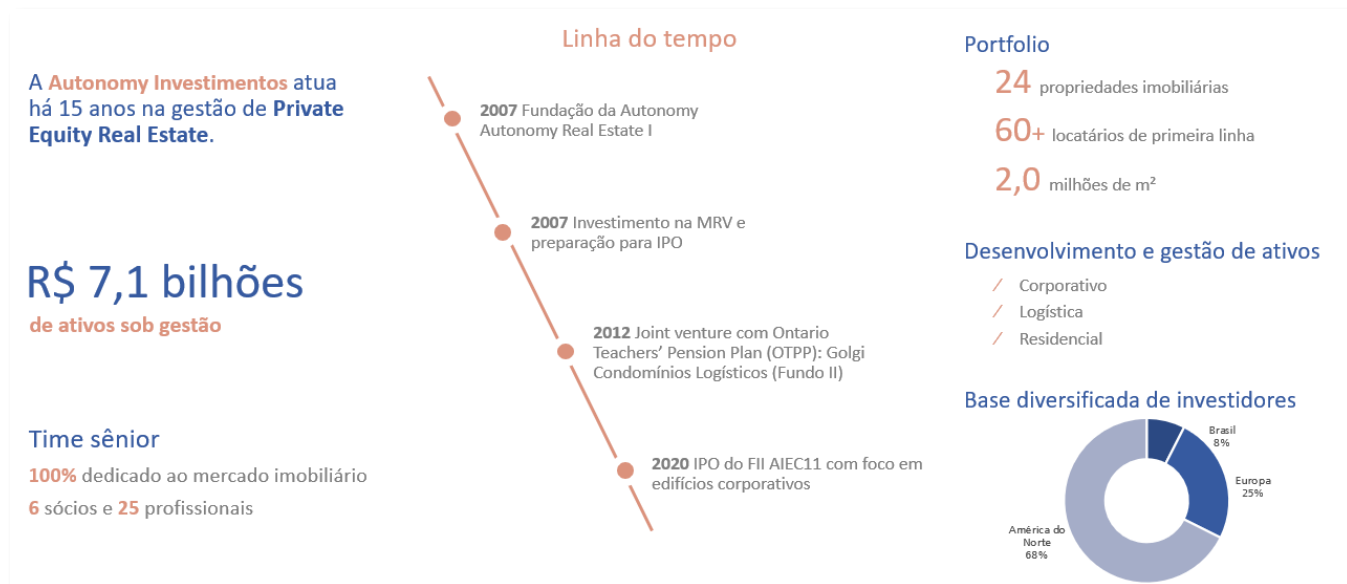 A Autonomy Investimentos atua
há 15 anos na gestão de Private
Equity Real Estate.
R$ 7,1 bilhões
de ativos sob gestão
Time sênior
100% dedicado ao mercado imobiliário
6 sócios e 25 profissionais
Linha do tempo
2007 Fundação da Autonomy
Autonomy Real Estate I
2007 Investimento na MRV e
preparação para IPO
2012 Joint venture com Ontario
Teachers’ Pension Plan (OTPP): Golgi
Condomínios Logísticos (Fundo II)
2020 IPO do FII AIEC11 com foco em
edifícios corporativos
Portfolio
24 propriedades imobiliárias
60+ locatários de primeira linha
2,0 milhões de m²
Desenvolvimento e gestão de ativos
/ Corporativo
/ Logística
/ Residencial
Base diversificada de investidores
Brasil
8%
Europa
25%
América do
Norte
68%